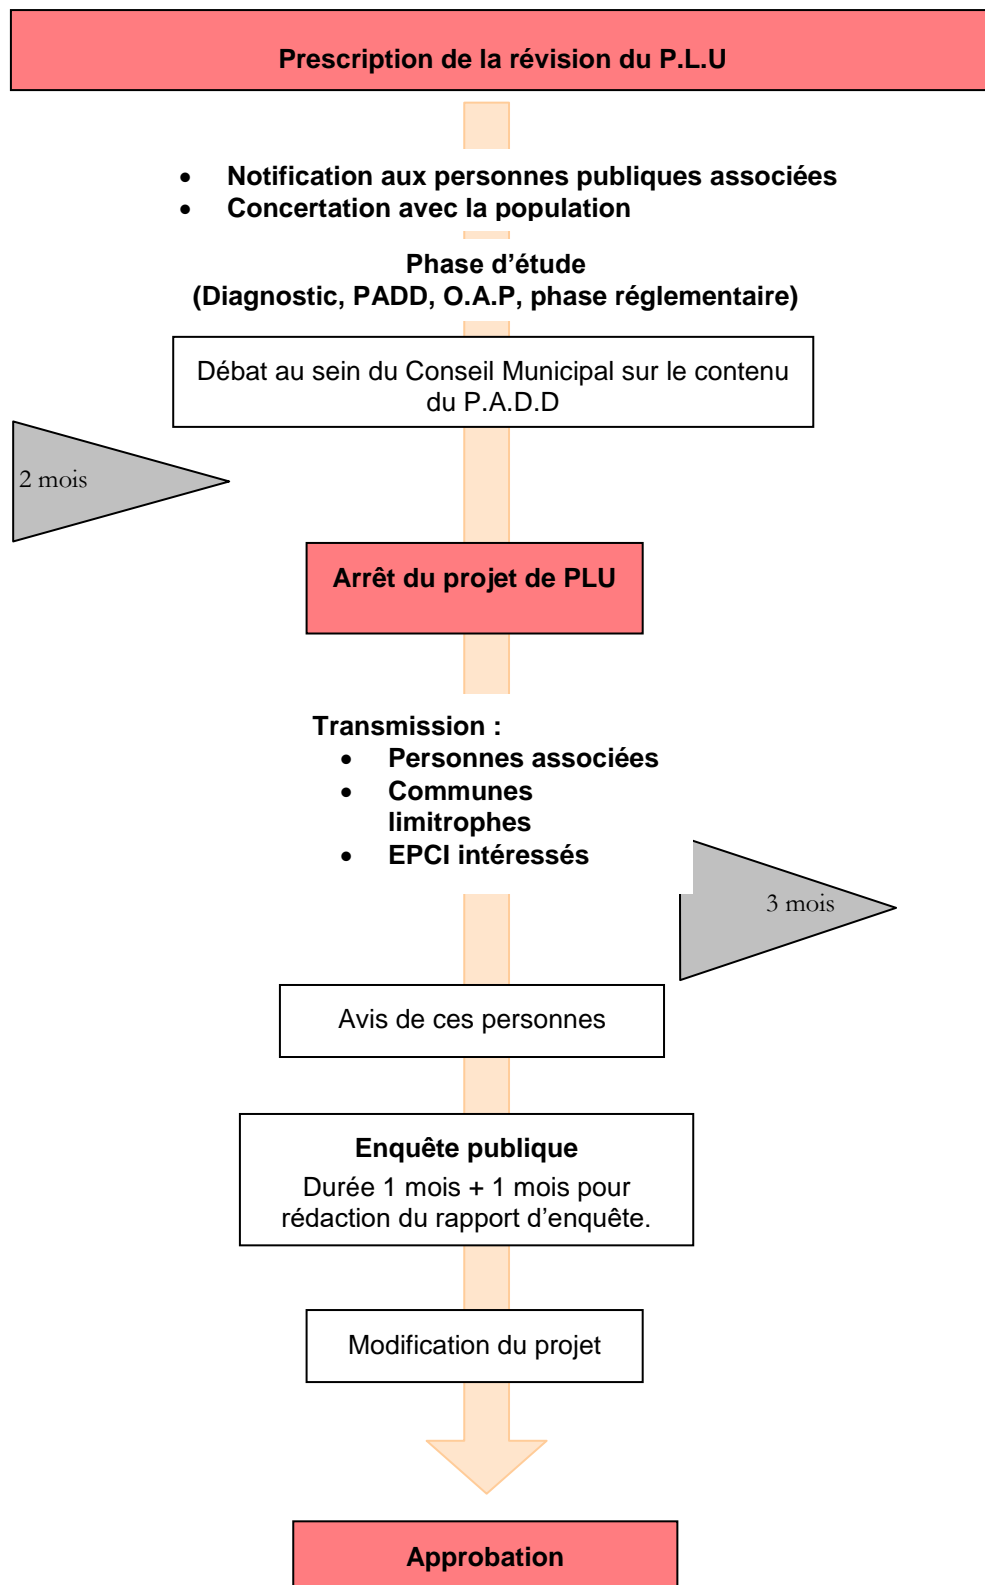 Prescription de la révision du P.L.U
• Notification aux personnes publiques associées
• Concertation avec la population
Phase d'étude
(Diagnostic, PADD, O.A.P, phase réglementaire)
Débat au sein du Conseil Municipal sur le contenu
du P.A.D.D
2 mois
Arrêt du projet de PLU
Transmission :
• Personnes associées
• Communes
limitrophes
• EPCI intéressés
3 mois
Avis de ces personnes
Enquête publique
Durée 1 mois + 1 mois pour
rédaction du rapport d'enquête.
Modification du projet
Approbation